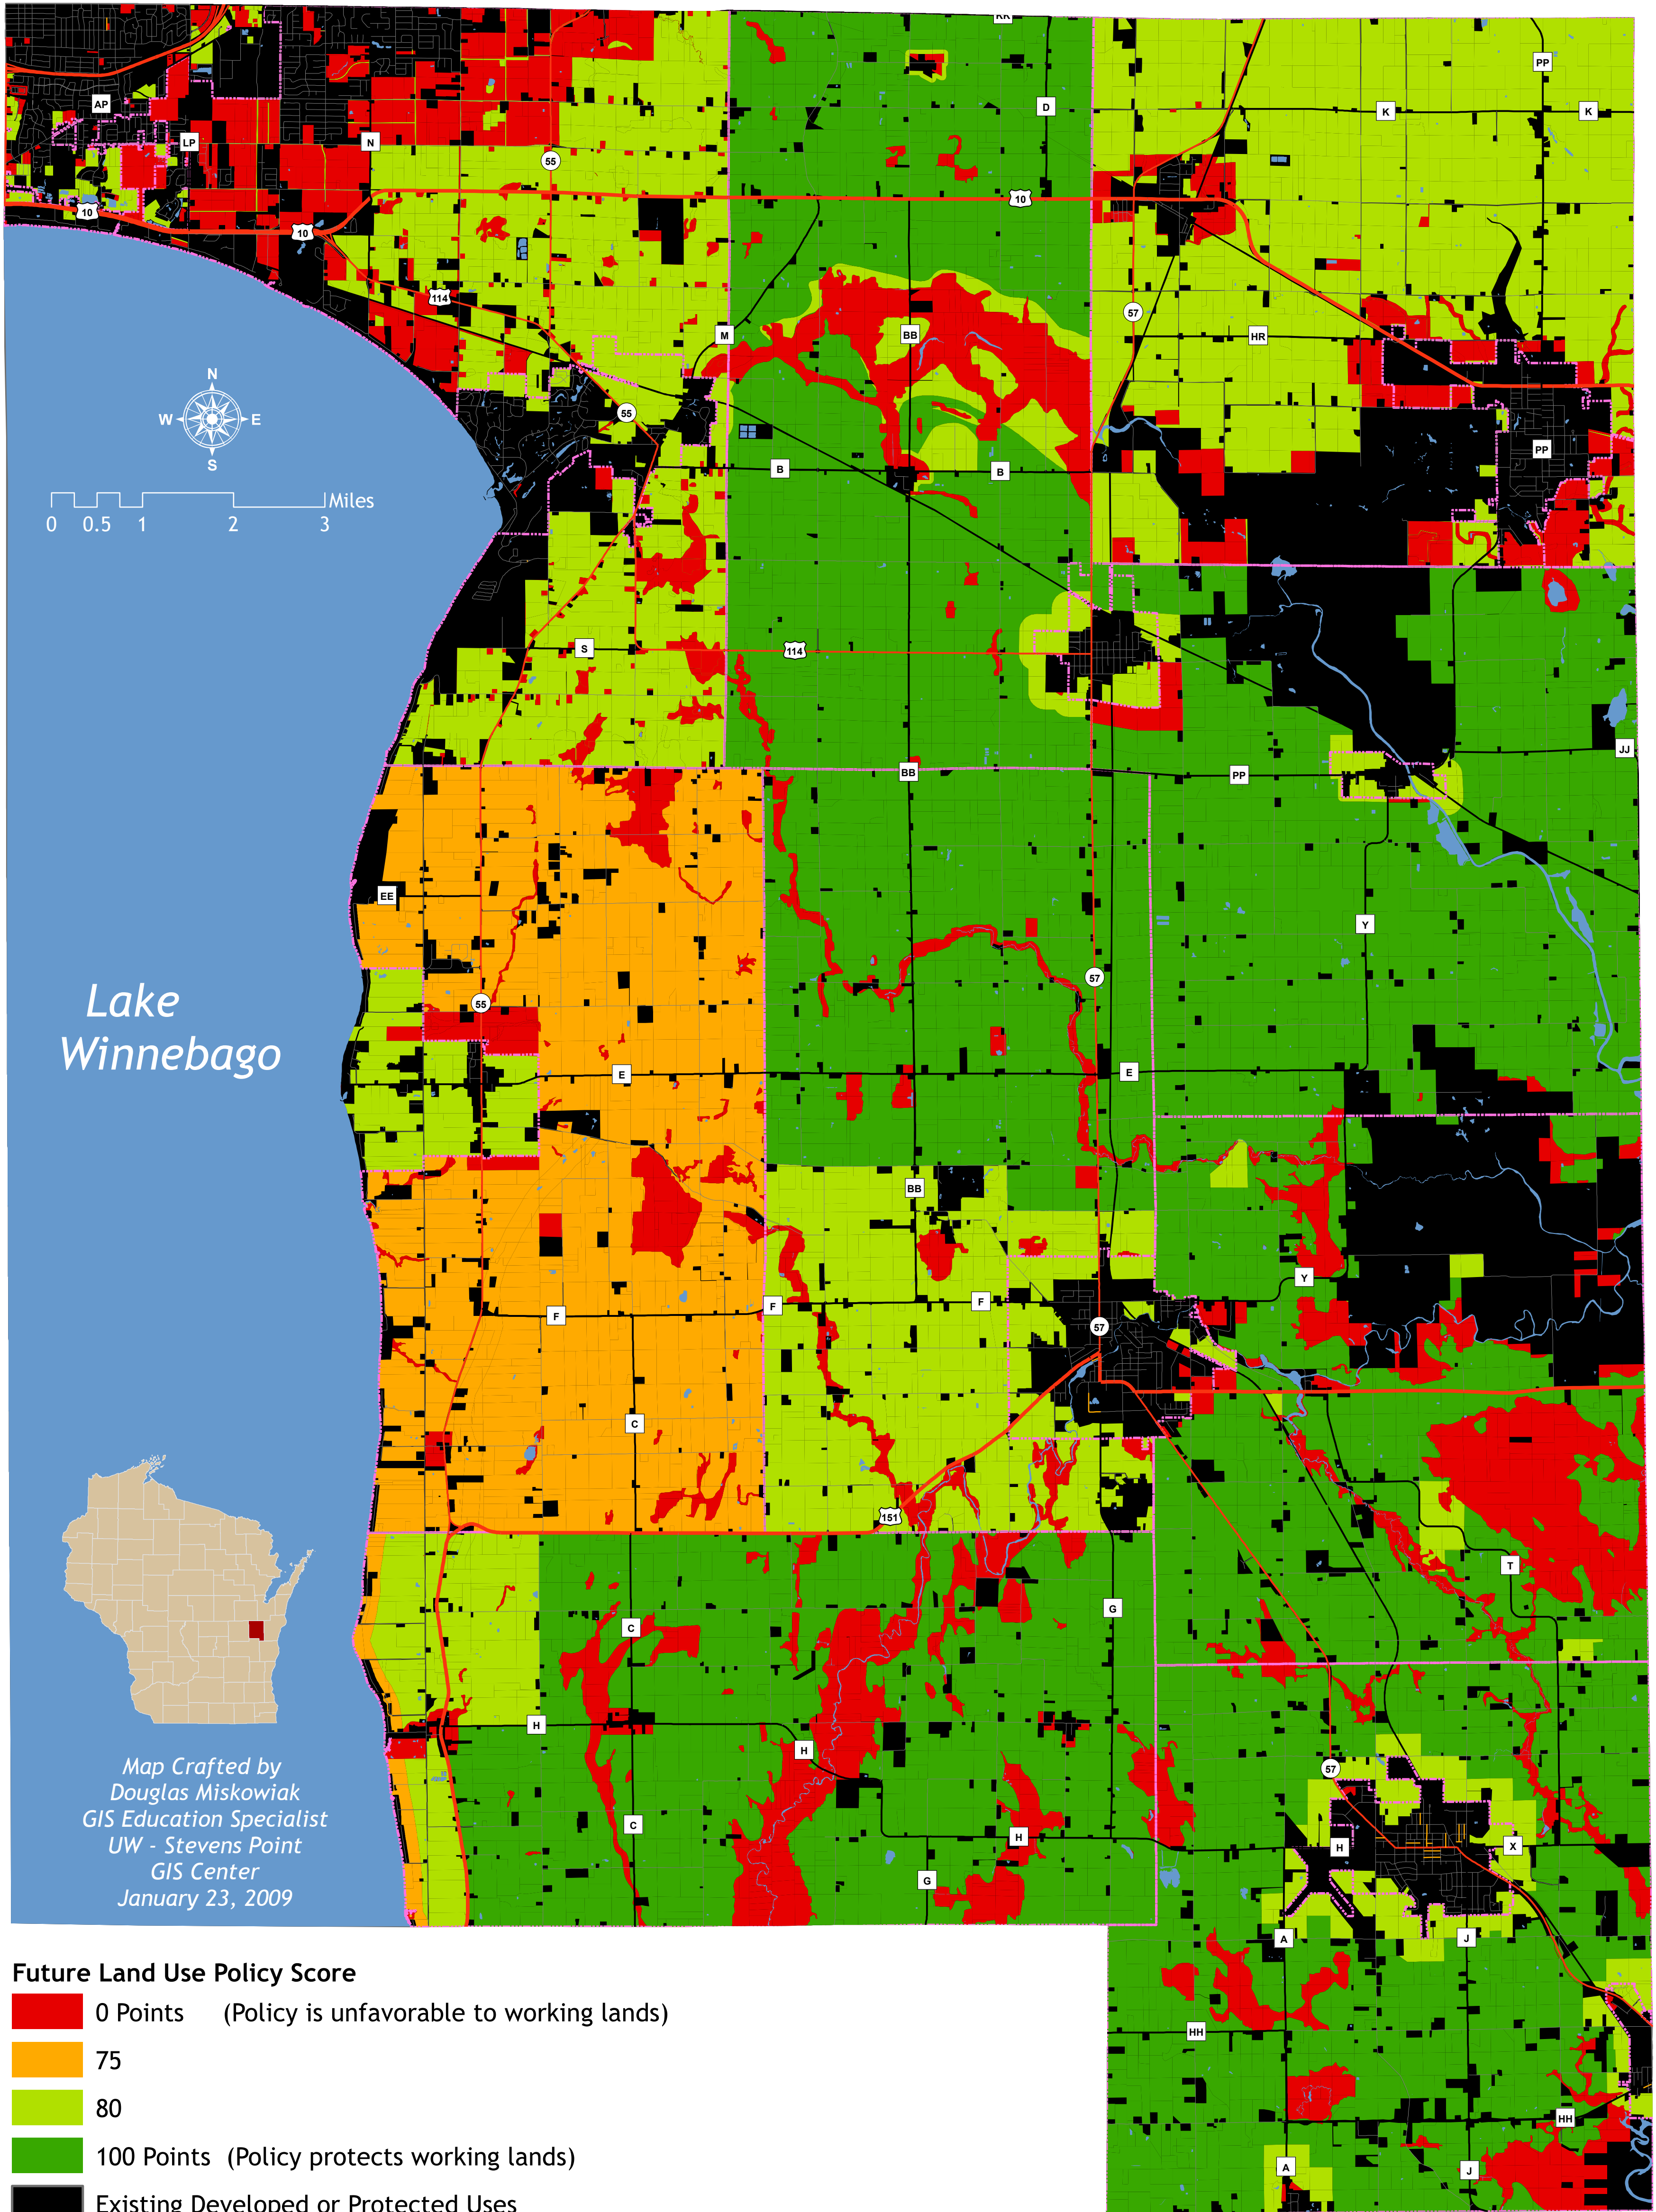 KK
PP
AP
D
K
K
LP
N
55
10
10
10
114
57
M
BB
HR
N
W E
S
55
PP
B
B
Miles
0 0.5 1 2 3
S
114
JJ
BB
PP
EE
Y
57
Lake
Winnebago
55
E
E
BB
Y
F
F
F
57
C
151
T
G
C
H
H
57
Map Crafted by
Douglas Miskowiak
GIS Education Specialist
UW - Stevens Point
GIS Center
January 23, 2009
C
H
H
X
G
A
J
Future Land Use Policy Score
0 Points (Policy is unfavorable to working lands)
HH
75
80
HH
100 Points (Policy protects working lands)
A
J
Existing Developed or Protected Uses